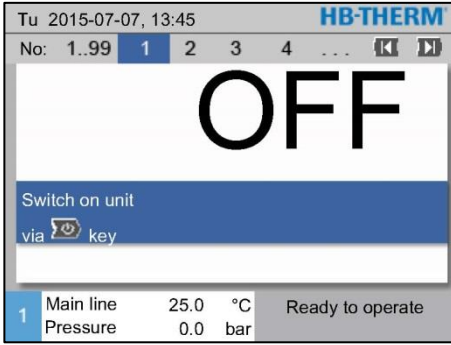 Tu 2015-07-07, 13:45 HB-THERM
No: 1..99 1 2 3 4 ...
OFF
Switch on unit
via key
1 Main line 25.0 °C Ready to operate
Pressure 0.0 bar